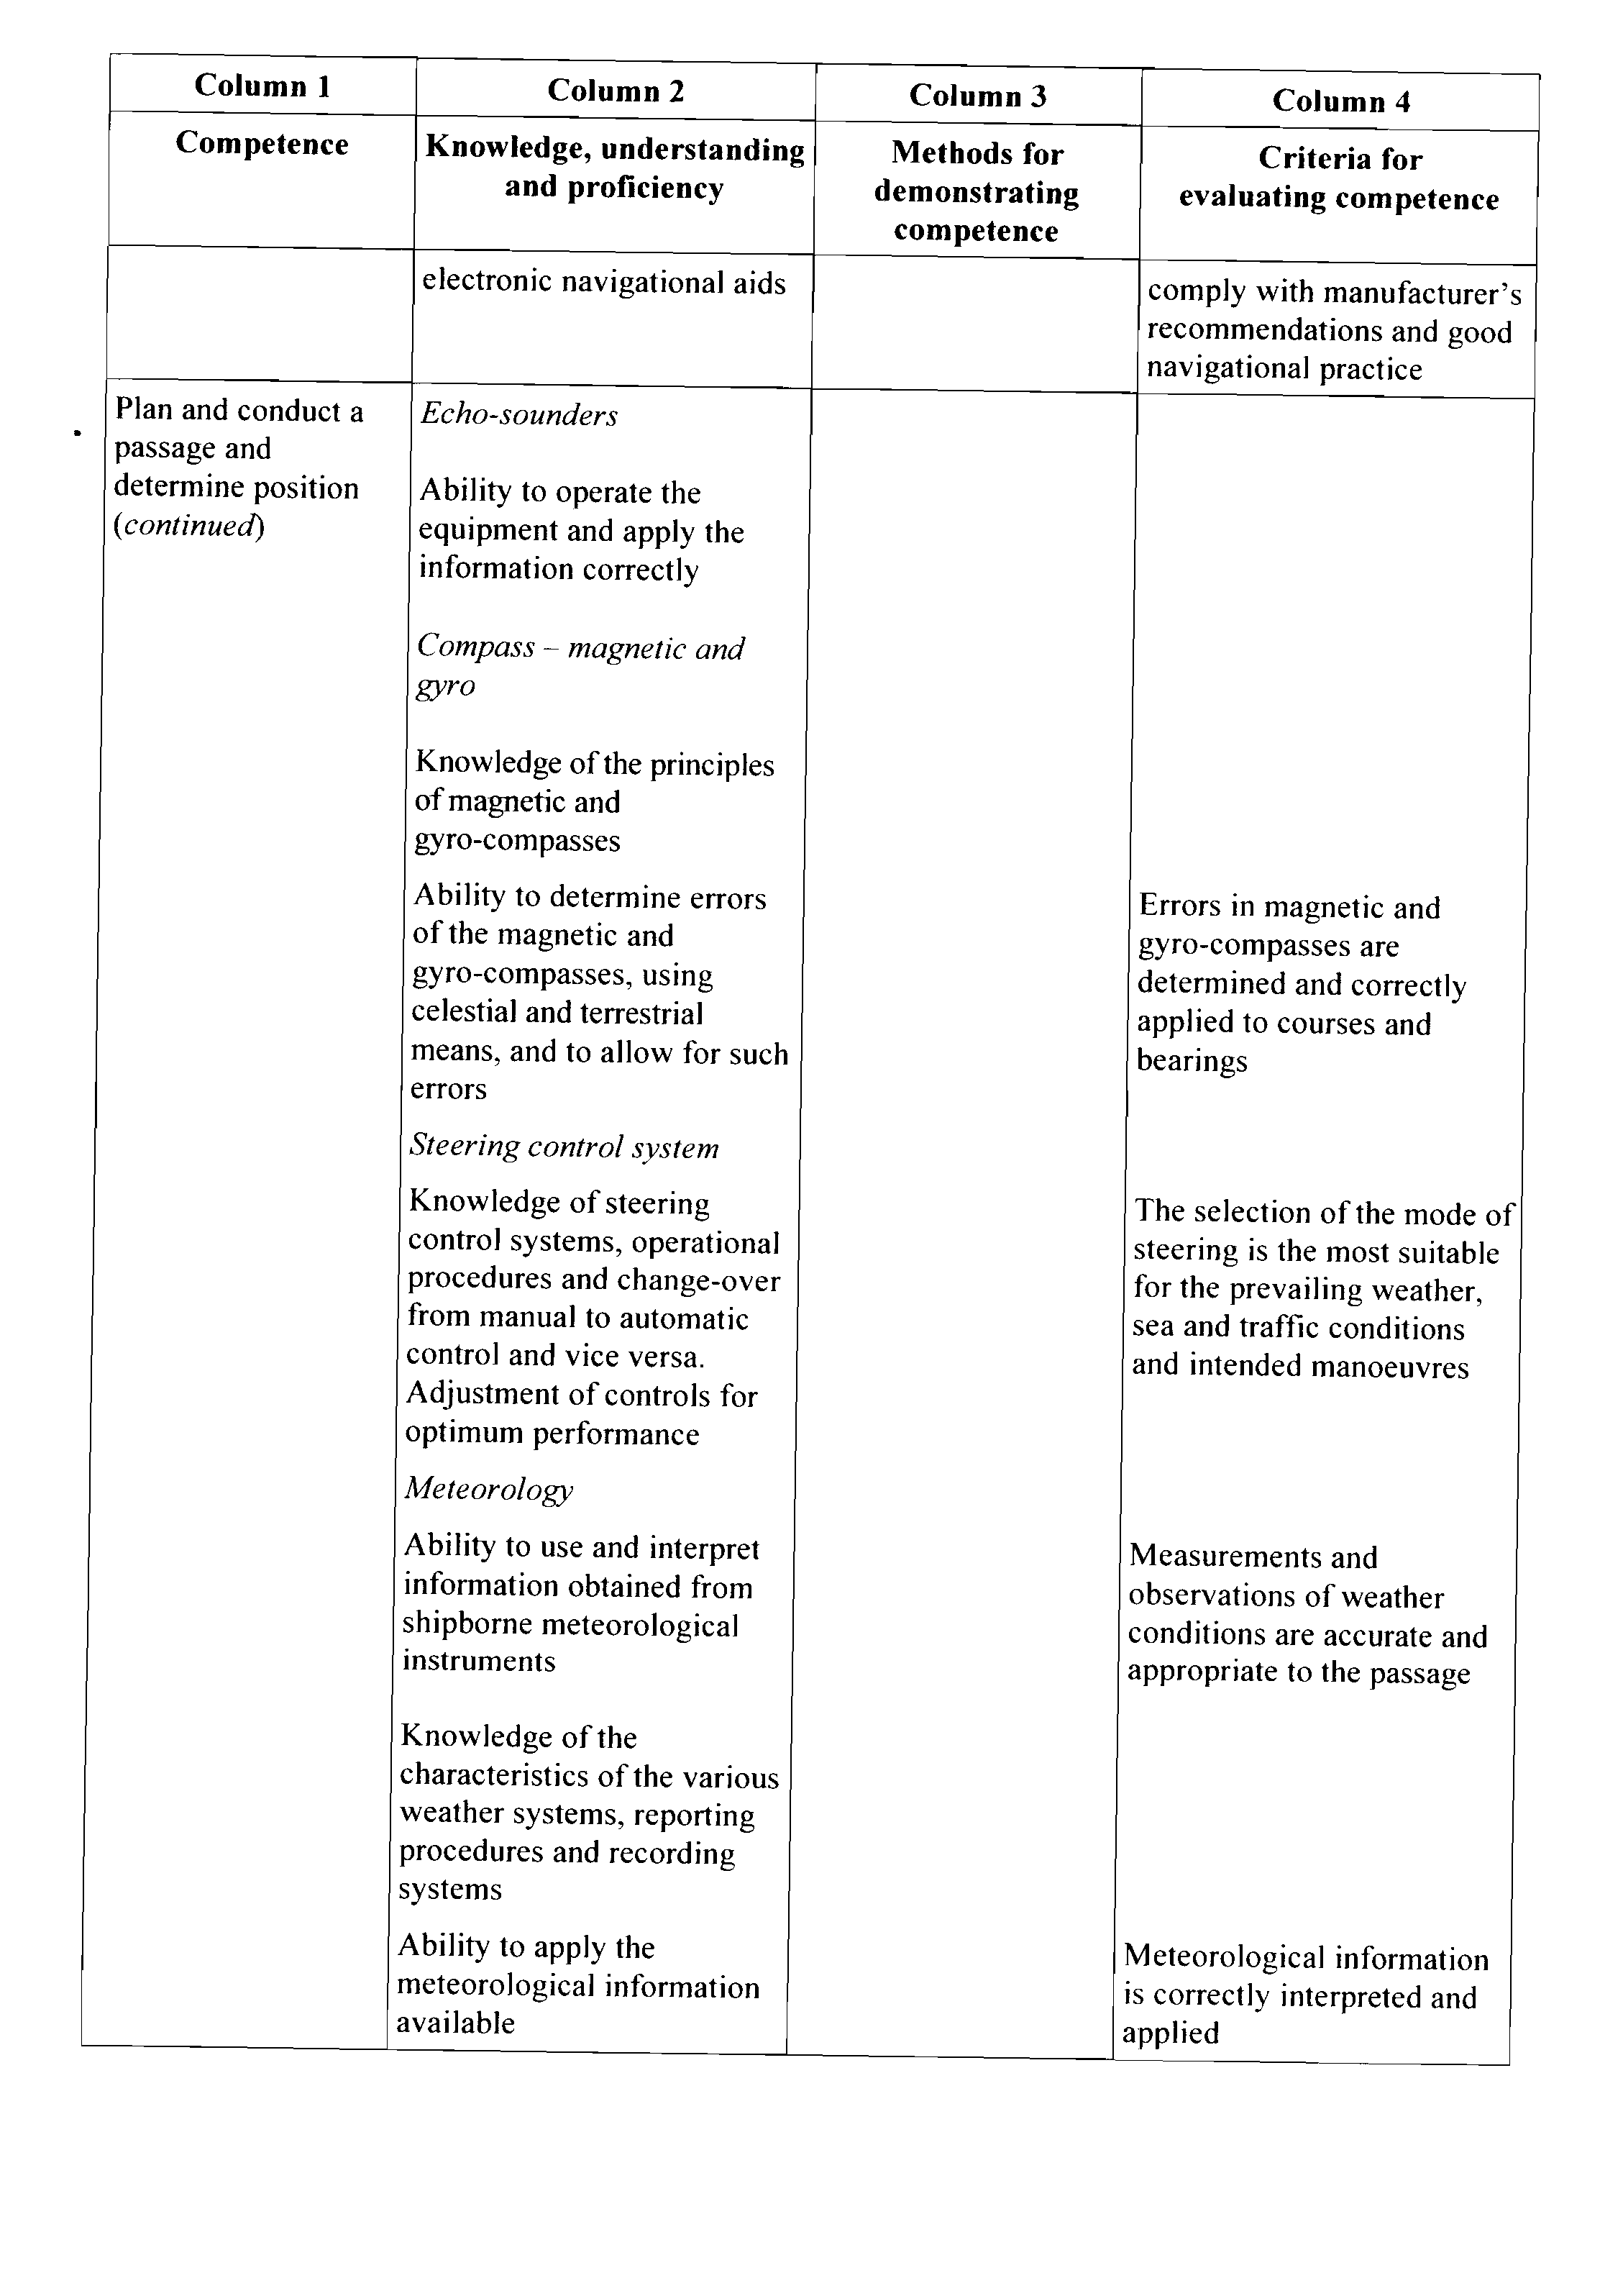 Column 1
Column 2
Column 3
Column 4
Competence
Knowledge, understanding
and proficiency
Methods for
demonstrating
competence
Criteria for
evaluating competence
electronic navigational aids
comply with manufacturer's
recommendations and good
navigational practice
Plan and conduct a
passage and
determine position
(continued)
Echo-sounders
Ability to operate the
equipment and apply the
information correctly
Compass – magnetic and
gyro
Knowledge of the principles
of magnetic and
gyro-compasses
Ability to determine errors
of the magnetic and
gyro-compasses, using
celestial and terrestrial
means, and to allow for such
errors
Errors in magnetic and
gyro-compasses are
determined and correctly
applied to courses and
bearings
Steering control system
Knowledge of steering
control systems, operational
procedures and change-over
from manual to automatic
control and vice versa.
Adjustment of controls for
optimum performance
The selection of the mode of
steering is the most suitable
for the prevailing weather,
sea and traffic conditions
and intended manoeuvres
Meteorology
Ability to use and interpret
information obtained from
shipborne meteorological
instruments
Measurements and
observations of weather
conditions are accurate and
appropriate to the passage
Knowledge of the
characteristics of the various
weather systems, reporting
procedures and recording
systems
Ability to apply the
meteorological information
available
Meteorological information
is correctly interpreted and
applied